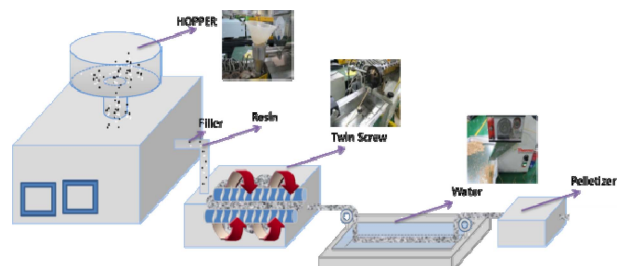 HOPPER
Filler
Resin
Twin Screw
Water
Pelletizer